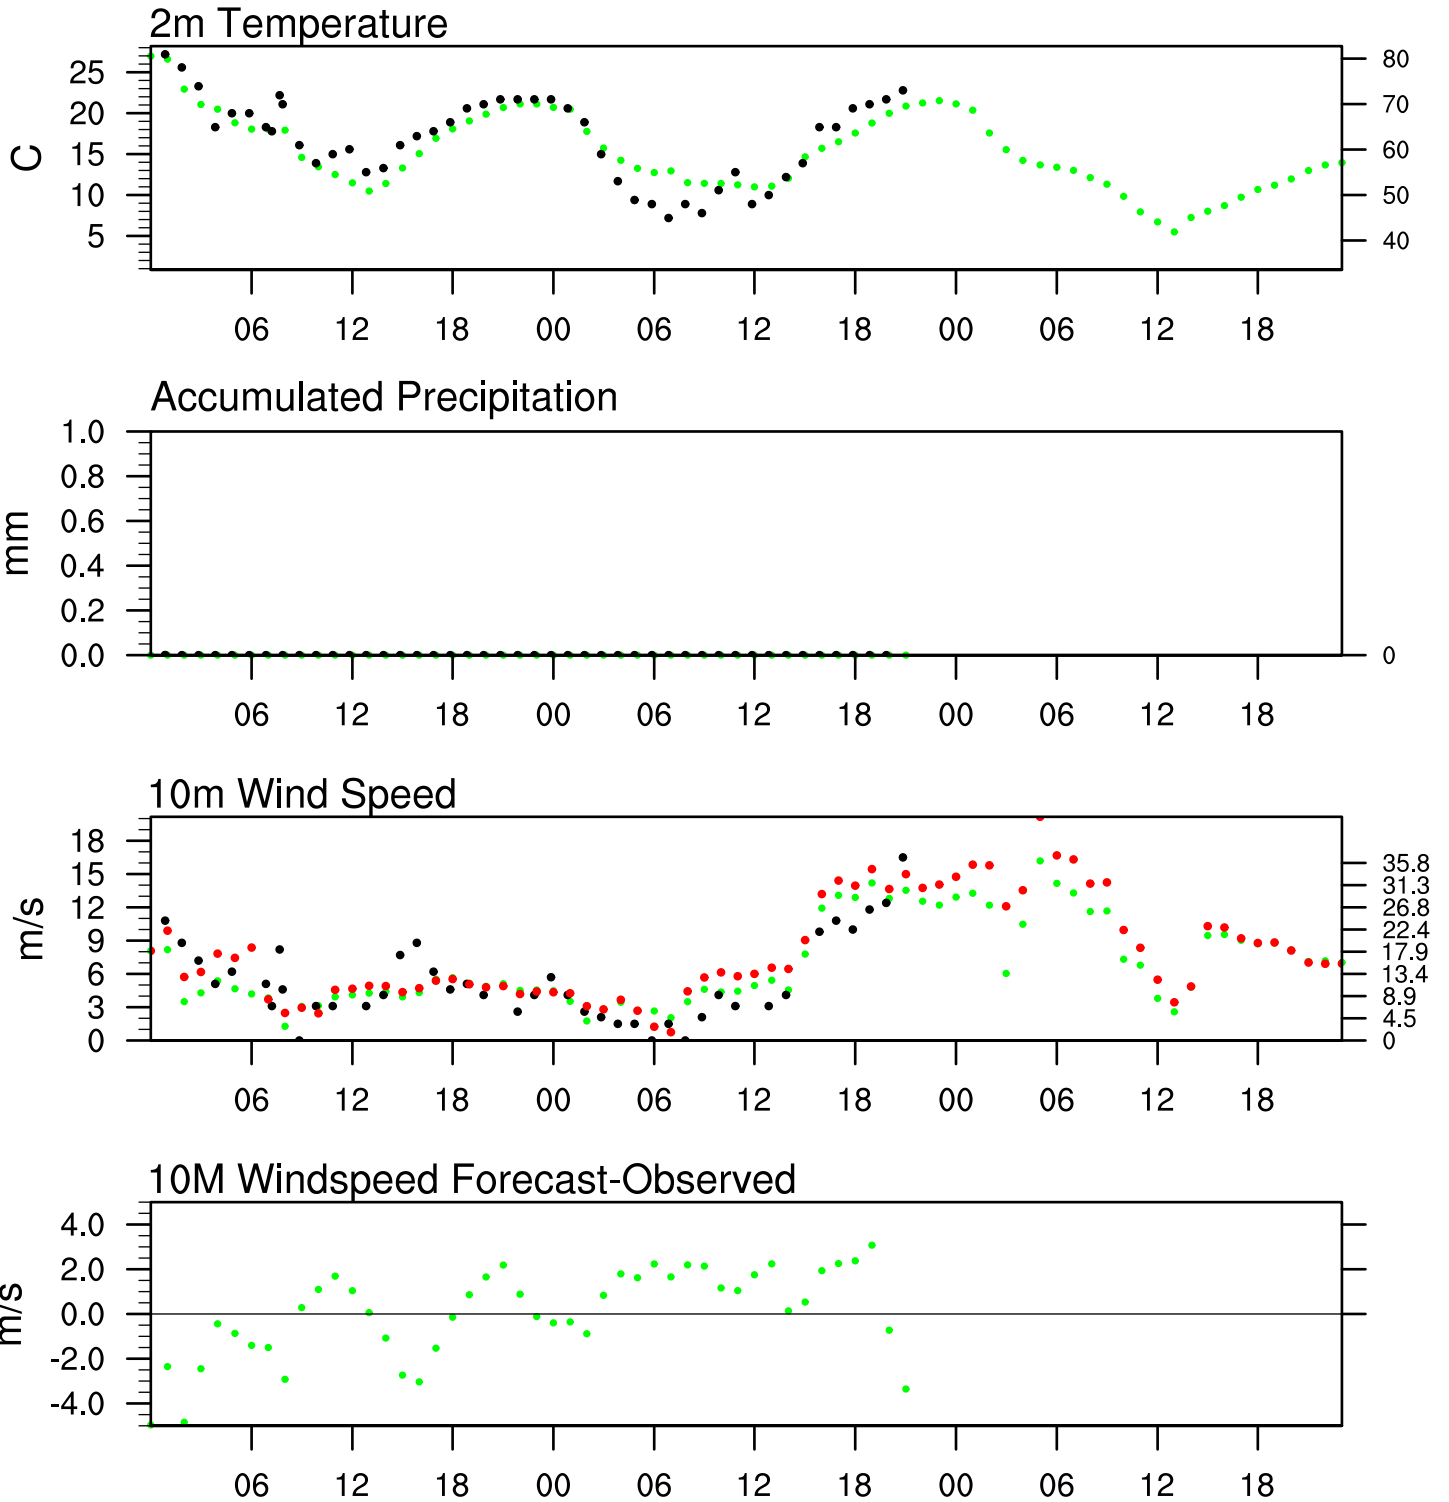 2m Temperature
25 80
20 70
15 60
10 50
5 40
C
06 12 18 00 06 12 18 00 06 12 18
Accumulated Precipitation
1.0
0.8
0.6
0.4
0.2
0.0 0
mm
06 12 18 00 06 12 18 00 06 12 18
10m Wind Speed
18 35.8
15 31.3
12 26.8
9 22.4
6 17.9
3 13.4
0 8.9
4.5
0
m/s
06 12 18 00 06 12 18 00 06 12 18
10M Windspeed Forecast-Observed
4.0
2.0
0.0
-2.0
-4.0
m/s
06 12 18 00 06 12 18 00 06 12 18